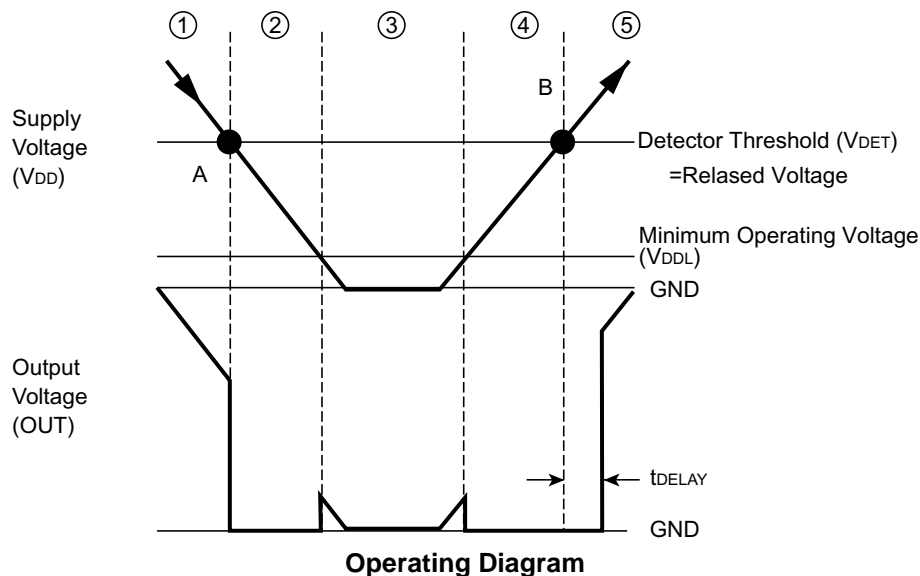 ① ② ③ ④ ⑤
Supply
Voltage
(VDD)
A
B
Detector Threshold (VDET)
=Relased Voltage
Minimum Operating Voltage
(VDDL)
GND
Output
Voltage
(OUT)
tDELAY
GND
Operating Diagram